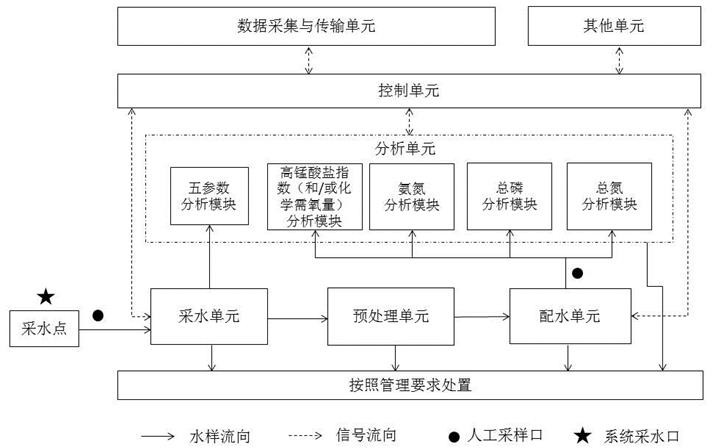 数据采集与传输单元
其他单元
控制单元
分析单元
五参数
分析模块
高锰酸盐指
数（和/或化
学需氧量）
分析模块
氨氮
分析模块
总磷
分析模块
总氮
分析模块
采水点
采水单元
预处理单元
配水单元
按照管理要求处置
水样流向
信号流向
人工采样口
系统采水口